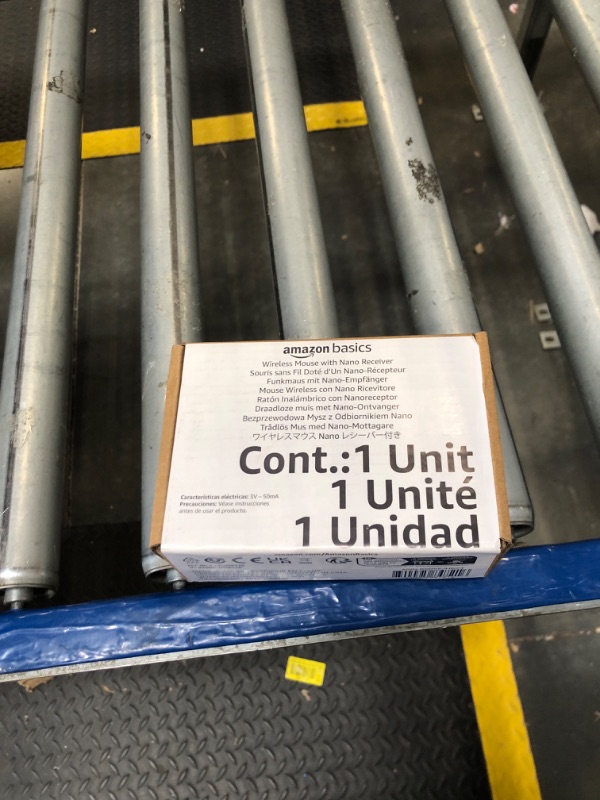 amazon basics
Wireless Mouse with Nano Receiver
Souris sans Fil Doté d'Un Nano-Récepteur
Funkmaus mit Nano-Empfänger
Mouse Wireless con Nano Ricevitore
Ratón Inalámbrico con Nanoreceptor
Draadloze muis met Nano-Ontvanger
Bezprzewodowa Mysz z Odbiornikiem Nano
Trådlös Mus med Nano-Mottagare
ワイヤレスマウス Nano レシーバー付き
Cont.:1 Unit
1 Unité
1 Unidad
Características eléctricas: 3V ⎓ 50mA
Precauciones: Véase instrucciones
antes de usar el producto.